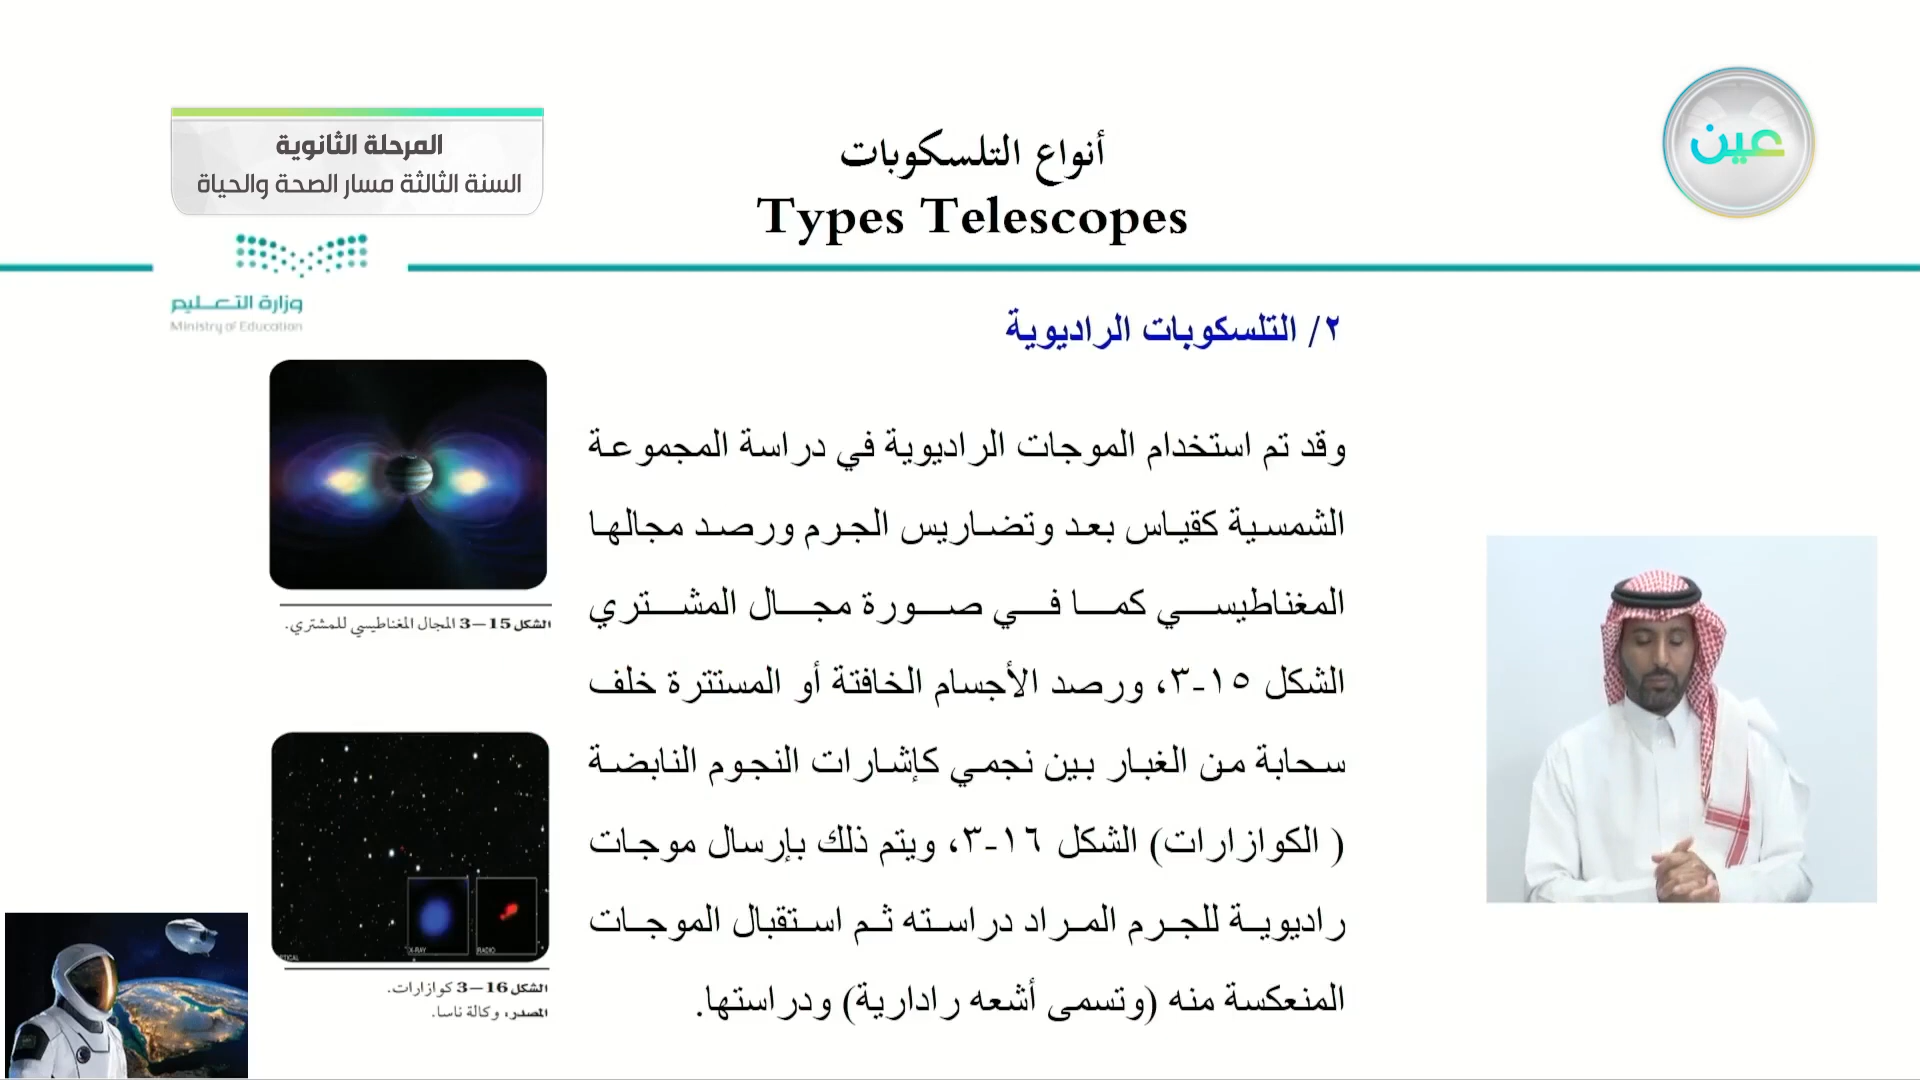 المرحلة الثانوية
السنة الثالثة مسار الصحة والحياة
أنواع التلسكوبات
Types Telescopes
عين
وزارة التعليم
Ministry of Education
٢/ التلسكوبات الراديوية
وقد تم استخدام الموجات الراديوية في دراسة المجموعة
الشمسية كقياس بعد وتضاريس الجرم ورصد مجالها
المغناطيسي كما في صورة مجال المشتري
الشكل ١٥-٣، ورصد الأجسام الخافتة أو المستترة خلف
سحابة من الغبار بين نجمي كإشارات النجوم النابضة
( الكوازارات) الشكل ١٦-٣، ويتم ذلك بإرسال موجات
راديوية للجرم المراد دراسته ثم استقبال الموجات
المنعكسة منه (وتسمى أشعه رادارية) ودراستها.
الشكل 15–3 المجال المغناطيسي للمشتري.
X-RAY
RADIO
الشكل 16–3 كوازارات.
المصدر، وكالة ناسا.